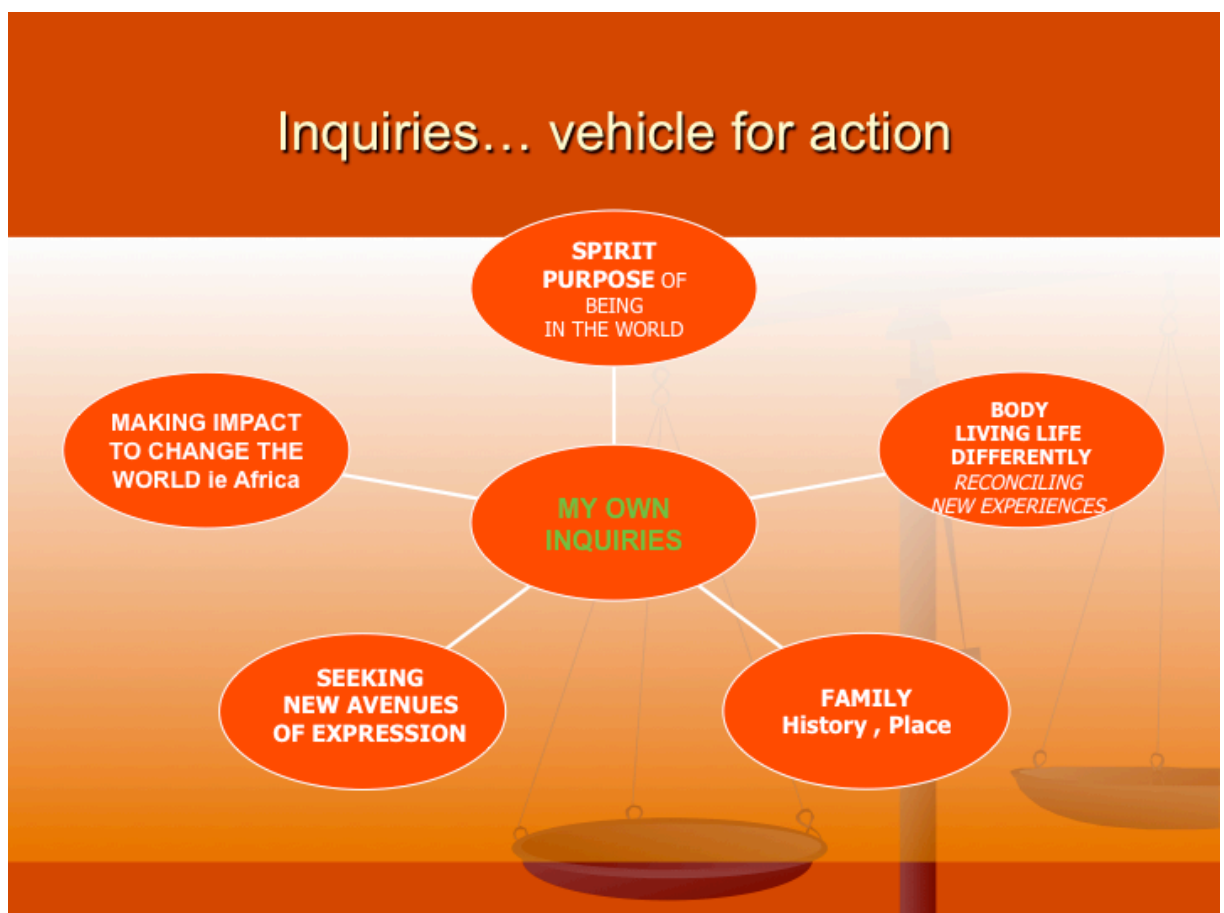 Inquiries… vehicle for action
SPIRIT
PURPOSE OF
BEING
IN THE WORLD
MAKING IMPACT
TO CHANGE THE
WORLD ie Africa
BODY
LIVING LIFE
DIFFERENTLY
RECONCILING
NEW EXPERIENCES
MY OWN
INQUIRIES
SEEKING
NEW AVENUES
OF EXPRESSION
FAMILY
History , Place